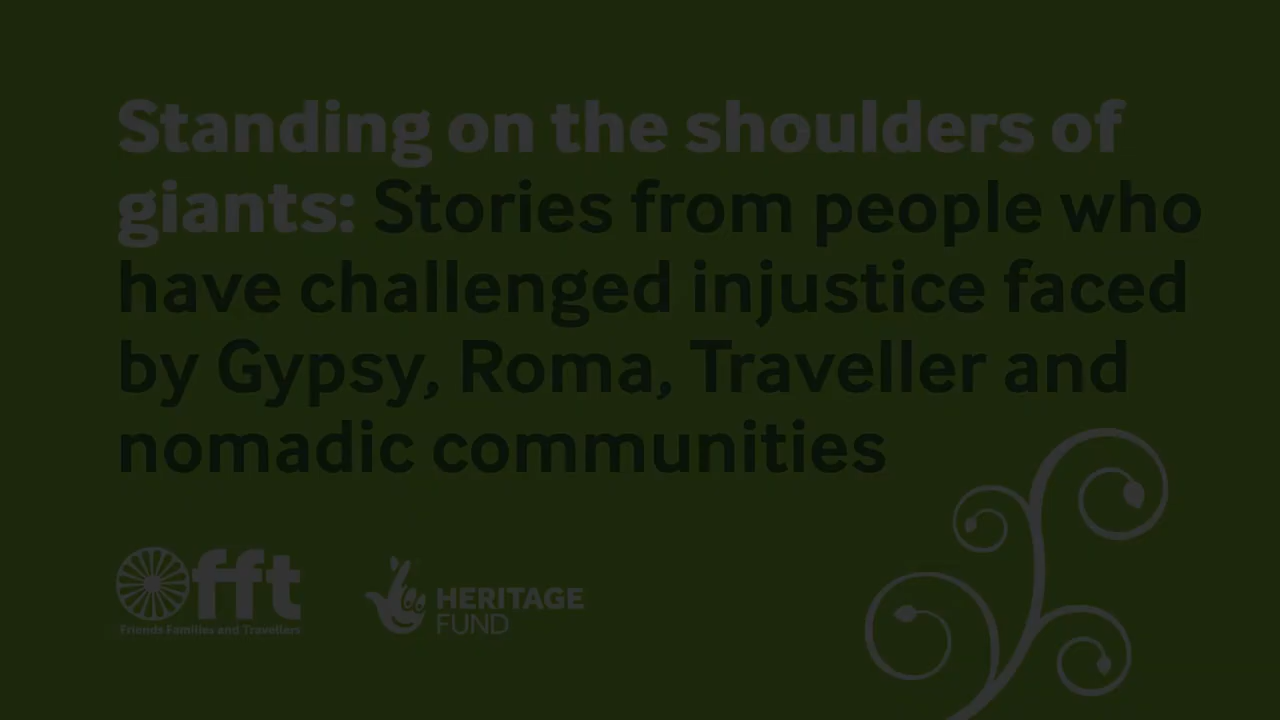 Standing on the shoulders of
giants: Stories from people who
have challenged injustice faced
by Gypsy, Roma, Traveller and
nomadic communities
fft
Friends Families and Travellers
HERITAGE
FUND